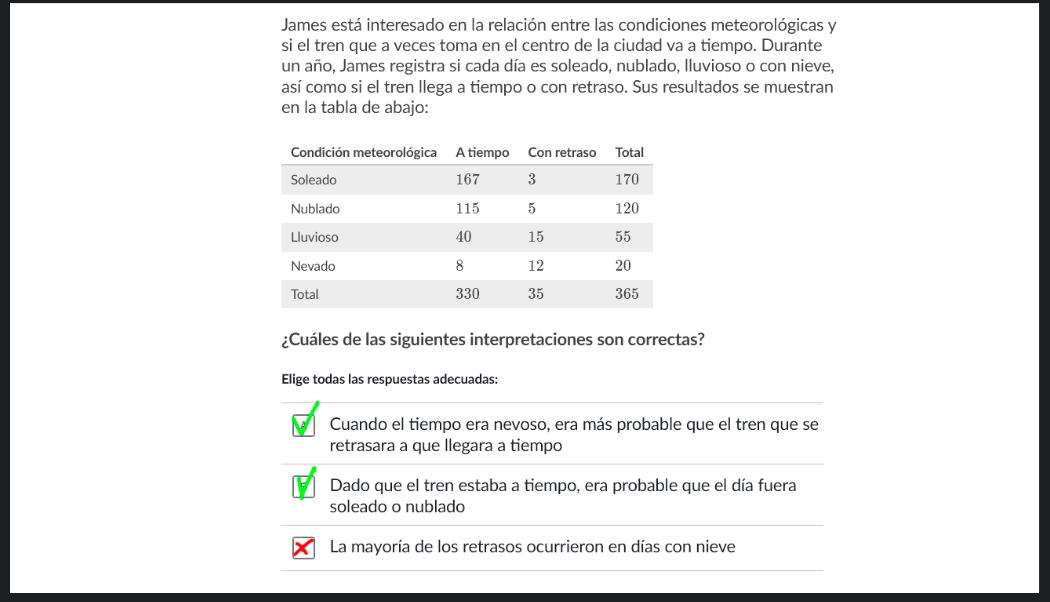 James está interesado en la relación entre las condiciones meteorológicas y
si el tren que a veces toma en el centro de la ciudad va a tiempo. Durante
un año, James registra si cada día es soleado, nublado, lluvioso o con nieve,
así como si el tren llega a tiempo o con retraso. Sus resultados se muestran
en la tabla de abajo:
Condición meteorológica A tiempo Con retraso Total
Soleado 167 3 170
Nublado 115 5 120
Lluvioso 40 15 55
Nevado 8 12 20
Total 330 35 365
¿Cuáles de las siguientes interpretaciones son correctas?
Elige todas las respuestas adecuadas:
Cuando el tiempo era nevoso, era más probable que el tren que se
retrasara a que llegara a tiempo
Dado que el tren estaba a tiempo, era probable que el día fuera
soleado o nublado
La mayoría de los retrasos ocurrieron en días con nieve